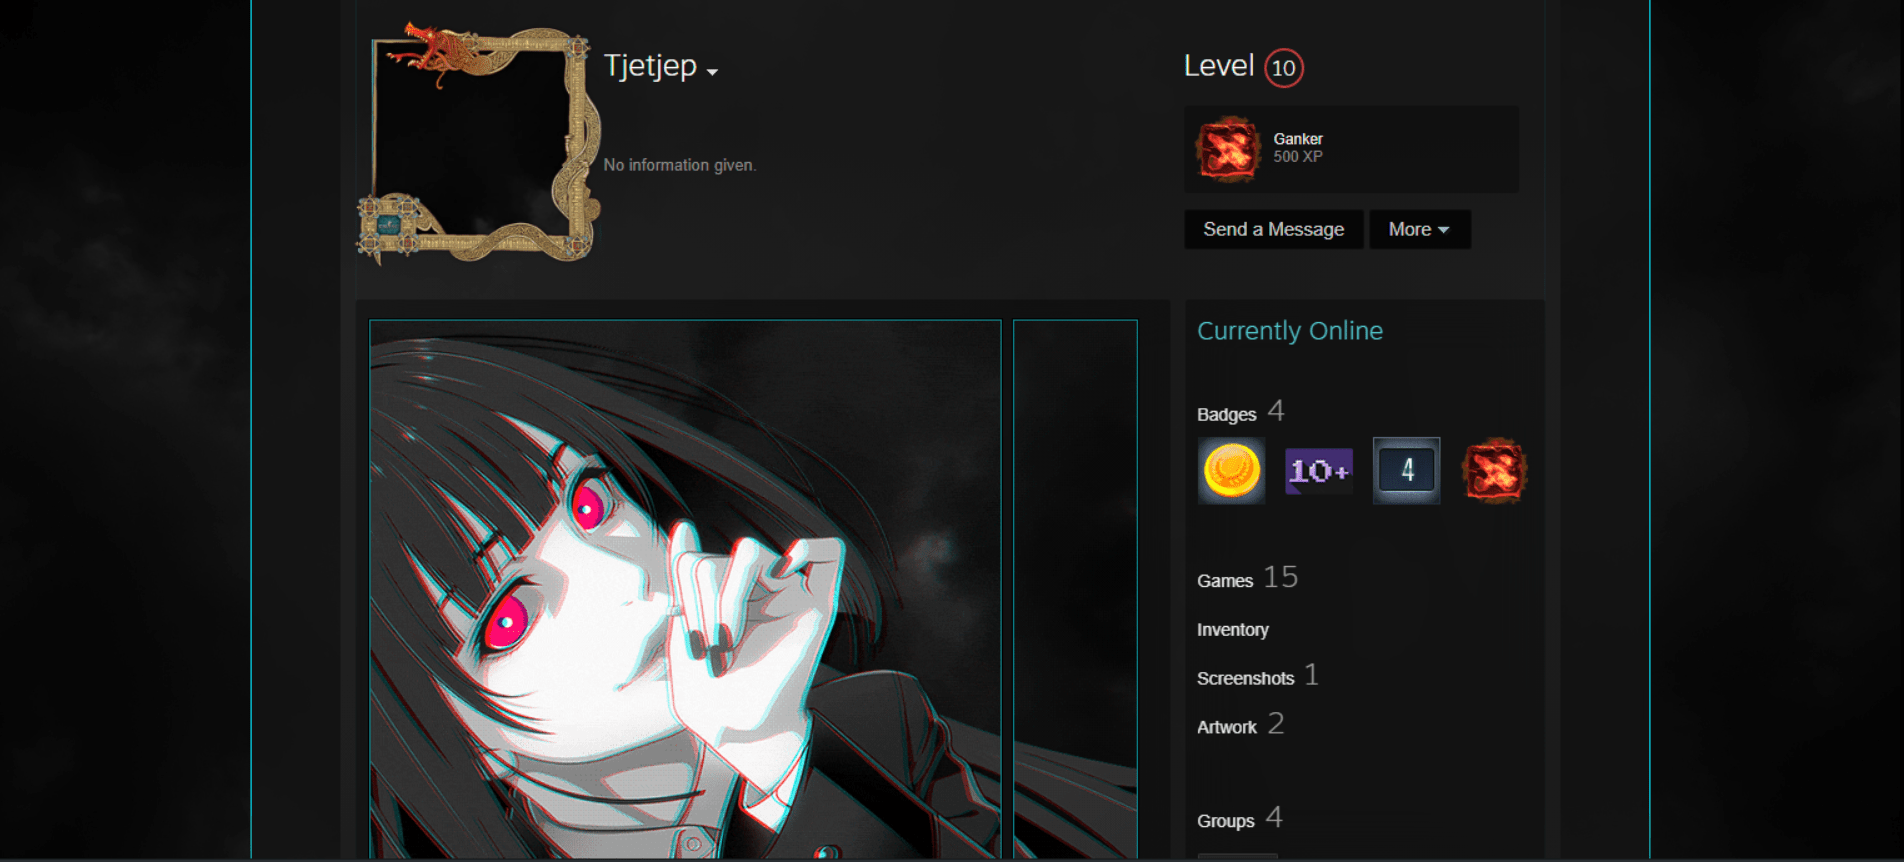 Tjetjep
No information given.
Level 10
Ganker
500 XP
Send a Message
More
Currently Online
Badges 4
10+
4
Games 15
Inventory
Screenshots 1
Artwork 2
Groups 4